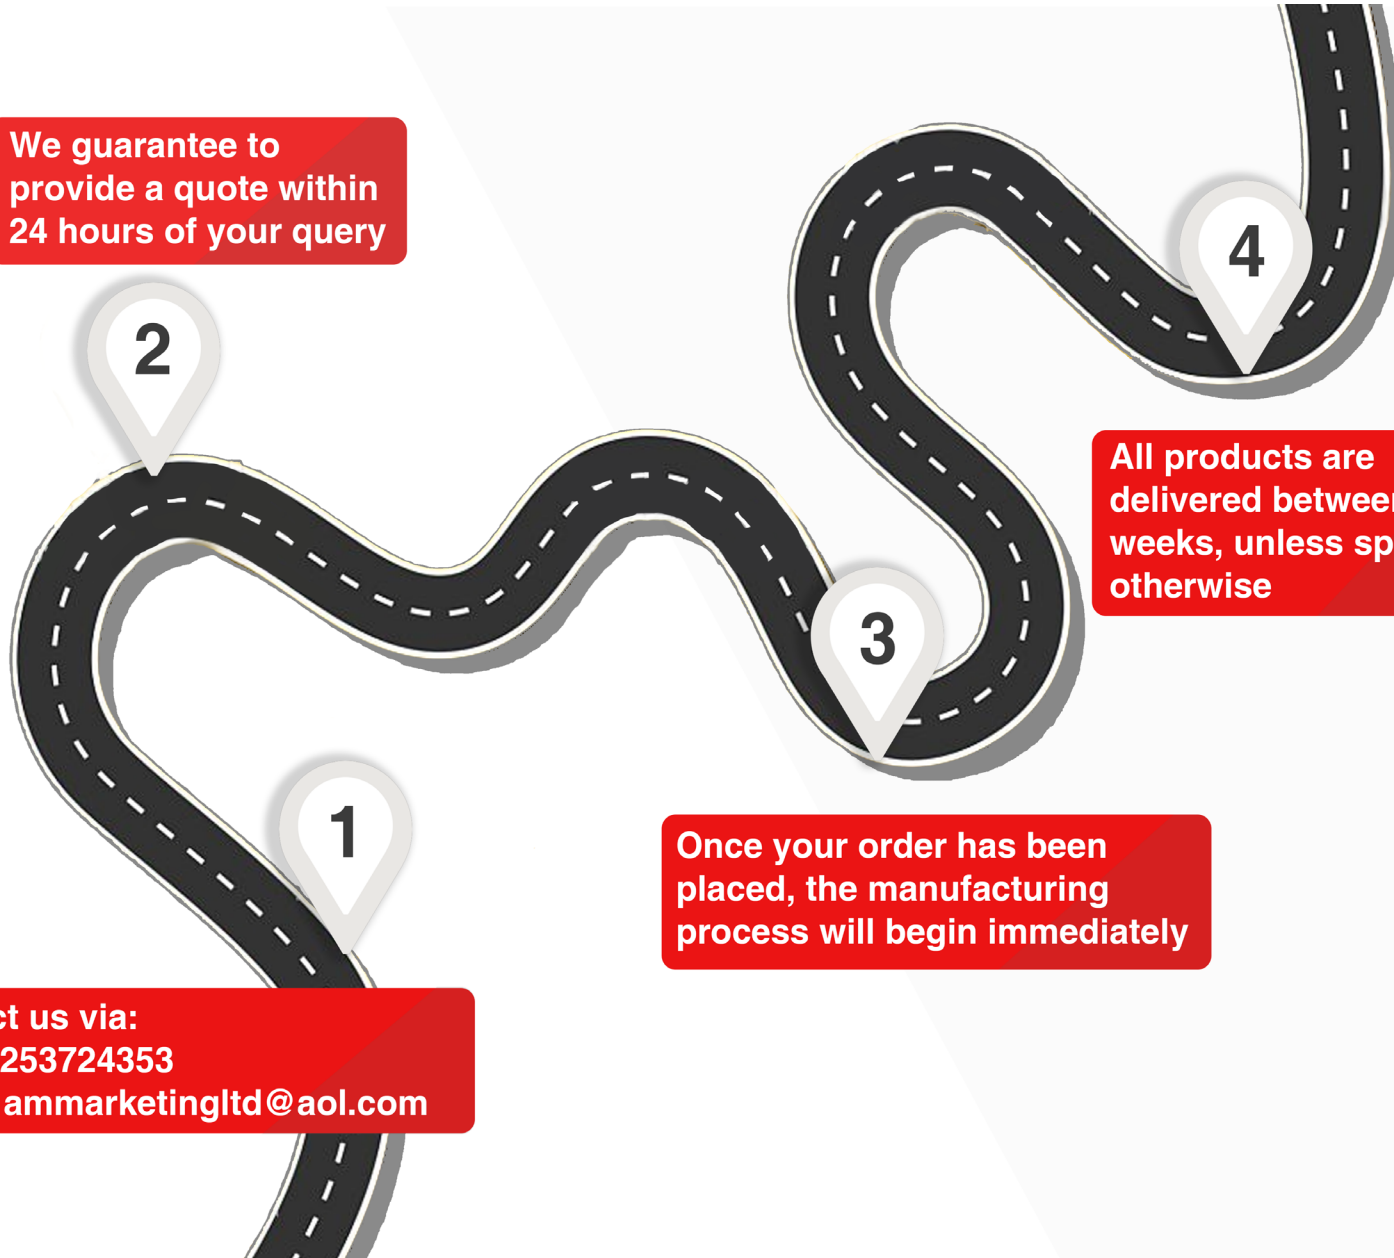 We guarantee to
provide a quote within
24 hours of your query
2
4
All products are
delivered between
weeks, unless sp
otherwise
3
Once your order has been
placed, the manufacturing
process will begin immediately
1
ct us via:
253724353
ammarketingltd@aol.com